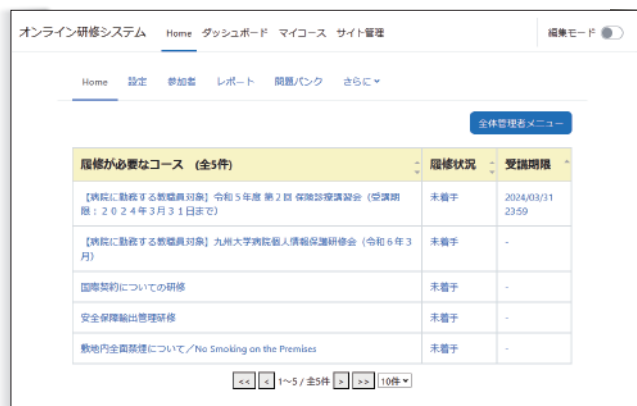 オンライン研修システム Home ダッシュボード マイコース サイト管理 編集モード
Home 設定 参加者 レポート 問題バンク さらに
全体管理者メニュー
履修が必要なコース (全5件) 履修状況 受講期限
【病院に勤務する教職員対象】令和5年度 第2回 保険診療講習会(受講期 未着手 2024/03/31
限：2024年3月31日まで) 23:59
【病院に勤務する教職員対象】九州大学病院個人情報保護研修会(令和6年3 未着手 -
月)
国際契約についての研修 未着手 -
安全保障輸出管理研修 未着手 -
敷地内全面禁煙について／No Smoking on the Premises 未着手 -
<< < 1～5 / 全5件 > >> 10件